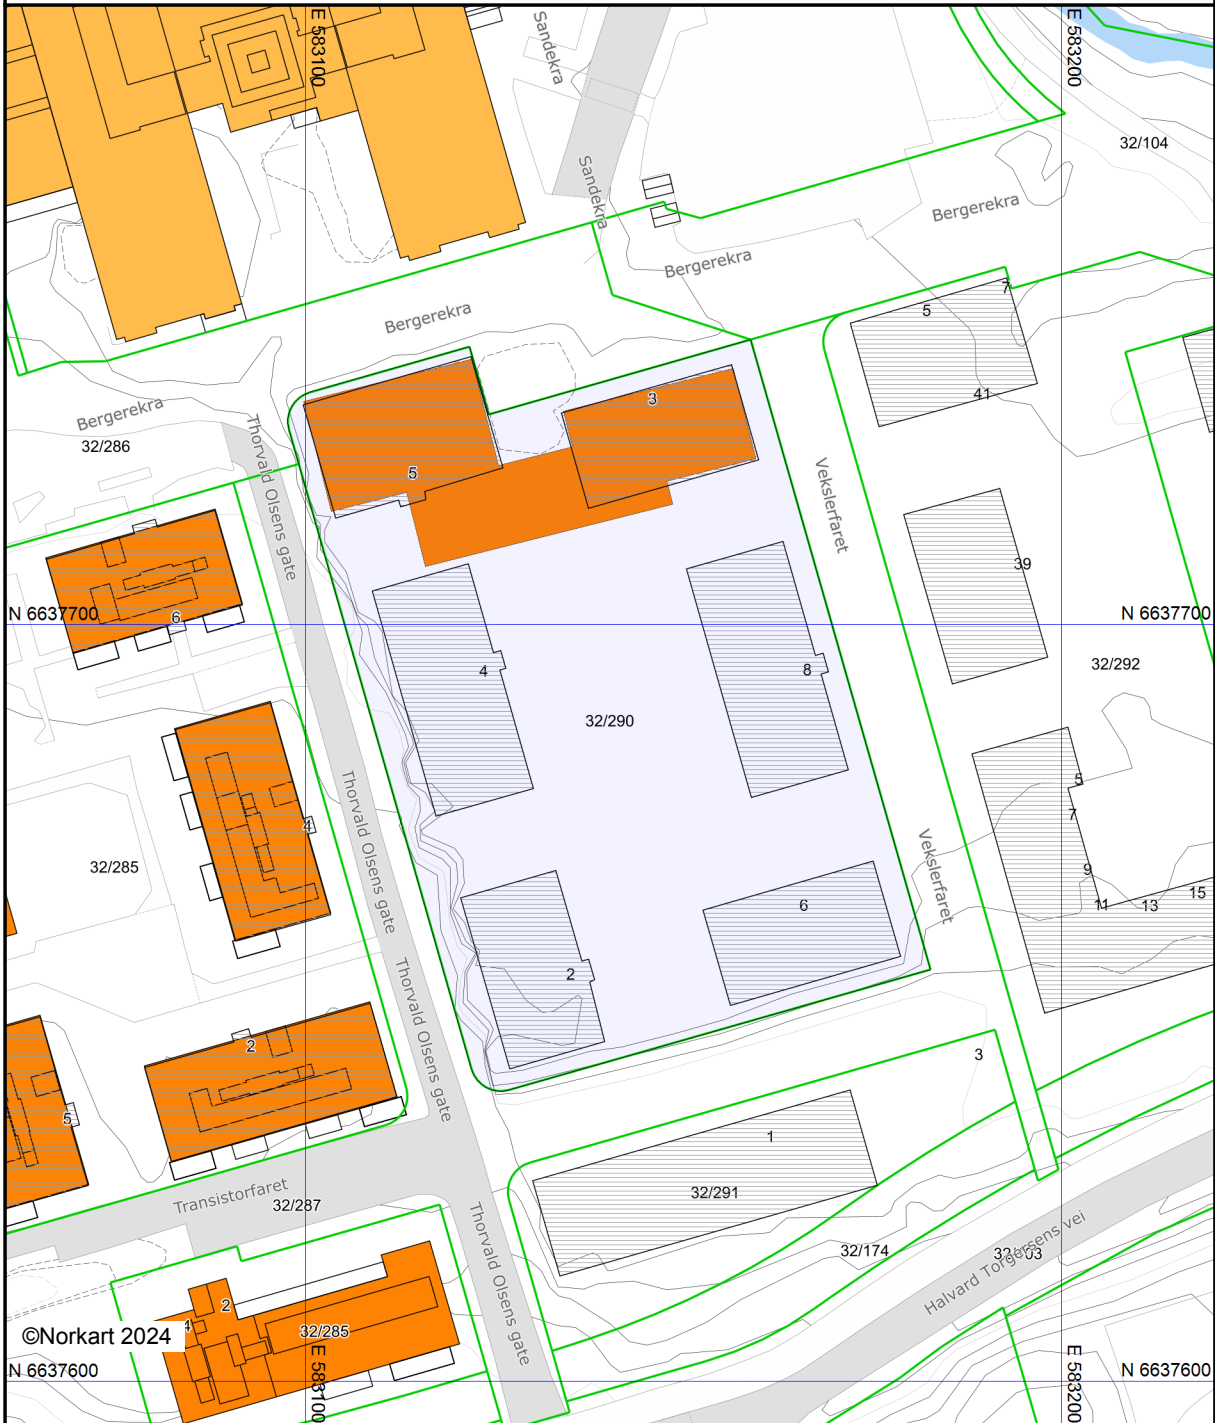 E 583100
E 583200
Sandekra
32/104
Sandekra
Bergerekra
Bergerekra
Bergerekra
7
5
3
41
Bergerekra
32/286
Thorvald Olsens gate
5
Vekslerfaret
39
N 6637700
6
N 6637700
4
8
32/292
32/290
5
7
Thorvald Olsens gate
4
32/285
Vekslerfaret
9
15
11
13
6
Thorvald Olsens gate
2
2
3
5
1
Transistorfaret
32/287
32/291
Thorvald Olsens gate
32/174
Halvard Torgersens vei
2
4
32/285
©Norkart 2024
N 6637600
E 583100
E 583200
N 6637600